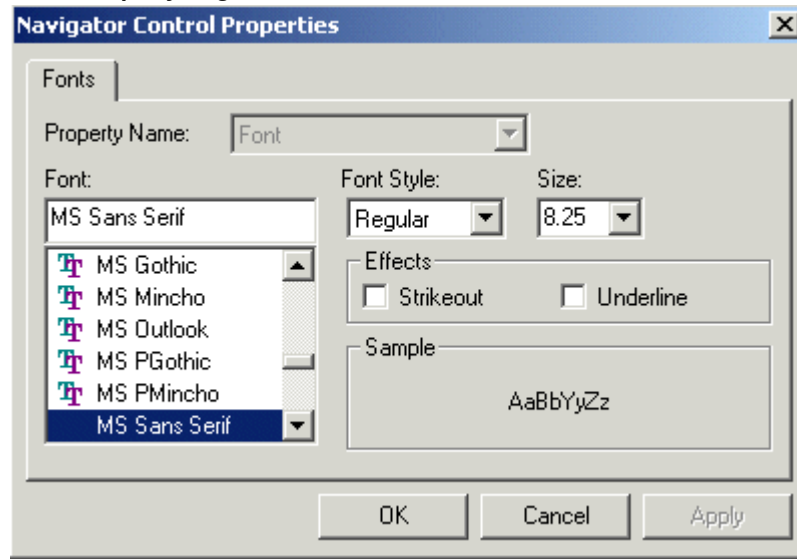 Navigator Control Properties
Fonts
Property Name: Font
Font: Font Style: Size:
MS Sans Serif Regular 8.25
MS Gothic
MS Mincho
MS Outlook
MS PGothic
MS PMincho
MS Sans Serif
Effects
Strikeout Underline
Sample
AaBbYyZz
OK Cancel Apply